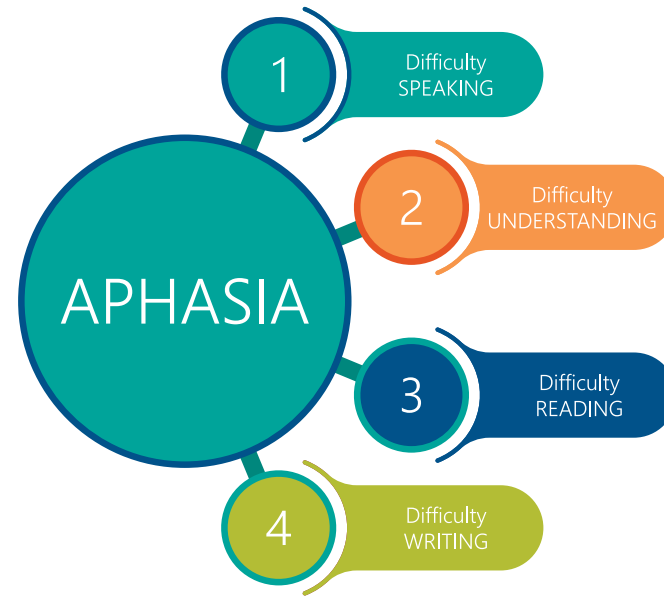 APHASIA
1
Difficulty
SPEAKING
2
Difficulty
UNDERSTANDING
3
Difficulty
READING
4
Difficulty
WRITING